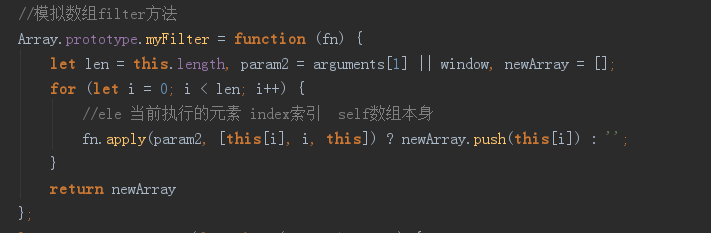 //模拟数组filter方法
Array.prototype.myFilter = function (fn) {
let len = this.length, param2 = arguments[1] || window, newArray = [];
for (let i = 0; i < len; i++) {
//ele 当前执行的元素 index索引  self数组本身
fn.apply(param2, [this[i], i, this]) ? newArray.push(this[i]) : '';
}
return newArray
};